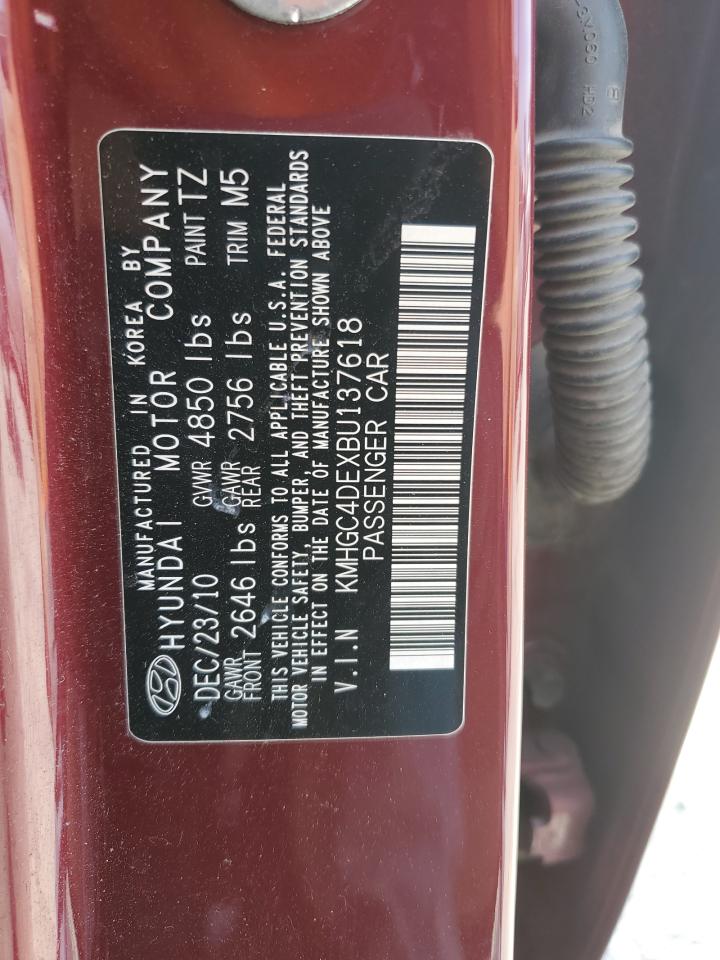 MANUFACTURED IN KOREA BY
HYUNDAI MOTOR COMPANY
DEC/23/10 GVWR 4850 lbs PAINT TZ
GAWR FRONT 2646 lbs GAWR REAR 2756 lbs TRIM M5
THIS VEHICLE CONFORMS TO ALL APPLICABLE U.S.A. FEDERAL
MOTOR VEHICLE SAFETY, BUMPER, AND THEFT PREVENTION STANDARDS
IN EFFECT ON THE DATE OF MANUFACTURE SHOWN ABOVE
V.I.N KMHGC4DEXBU137618
PASSENGER CAR
HD2